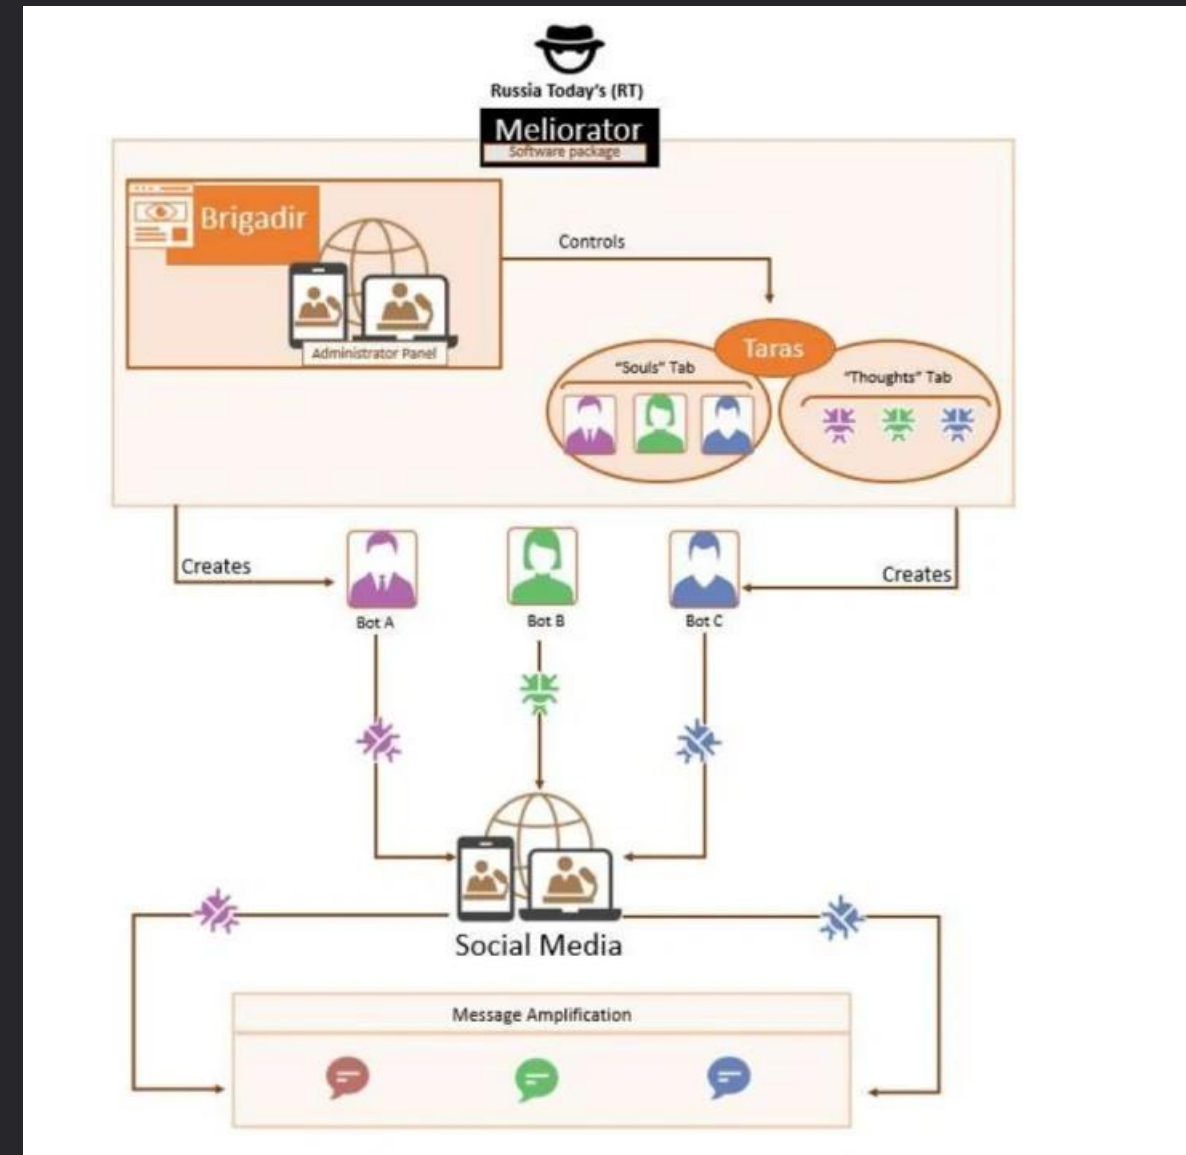 Russia Today's (RT)
Meliorator
Software package
Brigadir
Administrator Panel
Controls
Taras
"Souls" Tab
"Thoughts" Tab
Creates
Creates
Bot A
Bot B
Bot C
Social Media
Message Amplification